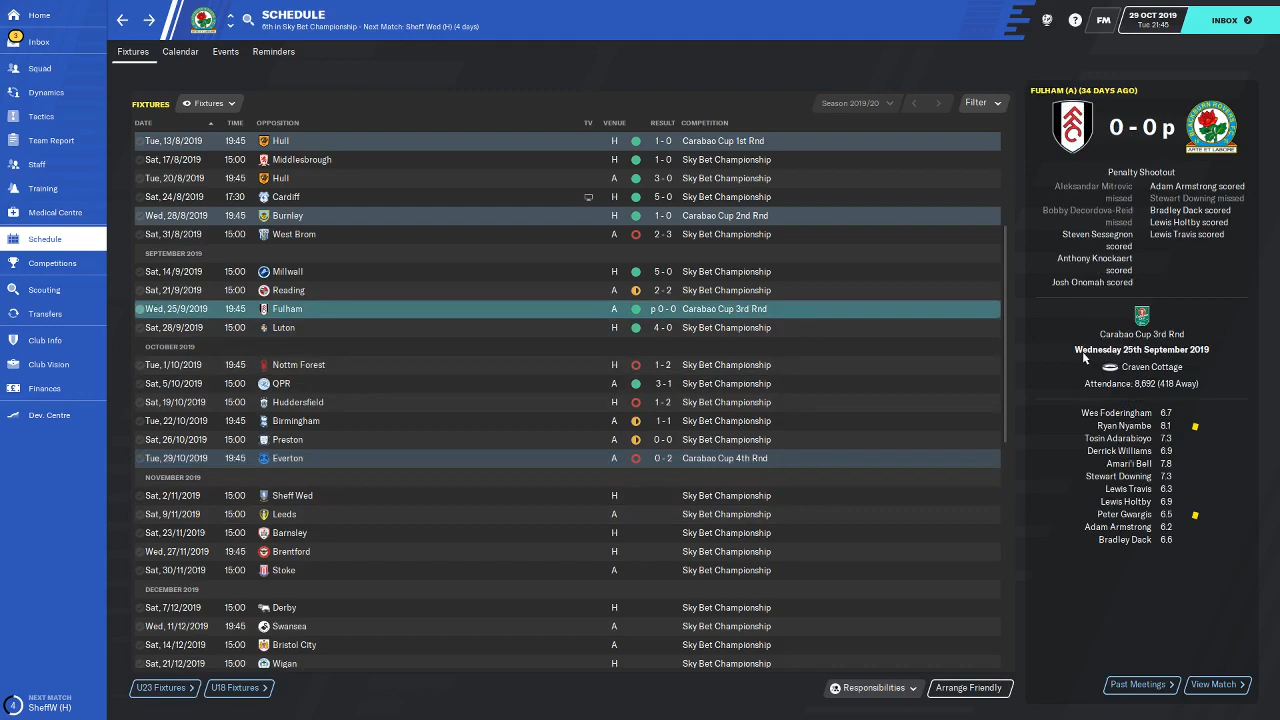 Home
SCHEDULE
6th in Sky Bet Championship - Next Match: Sheff Wed (H) (4 days)
FM
29 OCT 2019
Tue 21:45
INBOX
3
Inbox
Squad
Dynamics
Tactics
Team Report
Staff
Training
Medical Centre
Schedule
Competitions
Scouting
Transfers
Club Info
Club Vision
Finances
Dev. Centre
4
NEXT MATCH
SheffW (H)
Fixtures Calendar Events Reminders
FIXTURES Fixtures Season 2019/20 Filter
DATE TIME OPPOSITION TV VENUE RESULT COMPETITION
Tue, 13/8/2019 19:45 Hull H 1 - 0 Carabao Cup 1st Rnd
Sat, 17/8/2019 15:00 Middlesbrough H 1 - 0 Sky Bet Championship
Tue, 20/8/2019 19:45 Hull A 3 - 0 Sky Bet Championship
Sat, 24/8/2019 17:30 Cardiff H 5 - 0 Sky Bet Championship
Wed, 28/8/2019 19:45 Burnley H 1 - 0 Carabao Cup 2nd Rnd
Sat, 31/8/2019 15:00 West Brom A 2 - 3 Sky Bet Championship
SEPTEMBER 2019
Sat, 14/9/2019 15:00 Millwall H 5 - 0 Sky Bet Championship
Sat, 21/9/2019 15:00 Reading A 2 - 2 Sky Bet Championship
Wed, 25/9/2019 19:45 Fulham A p 0 - 0 Carabao Cup 3rd Rnd
Sat, 28/9/2019 15:00 Luton H 4 - 0 Sky Bet Championship
OCTOBER 2019
Tue, 1/10/2019 19:45 Nottm Forest H 1 - 2 Sky Bet Championship
Sat, 5/10/2019 15:00 QPR A 3 - 1 Sky Bet Championship
Sat, 19/10/2019 15:00 Huddersfield H 1 - 2 Sky Bet Championship
Tue, 22/10/2019 19:45 Birmingham A 1 - 1 Sky Bet Championship
Sat, 26/10/2019 15:00 Preston A 0 - 0 Sky Bet Championship
Tue, 29/10/2019 19:45 Everton A 0 - 2 Carabao Cup 4th Rnd
NOVEMBER 2019
Sat, 2/11/2019 15:00 Sheff Wed H Sky Bet Championship
Sat, 9/11/2019 15:00 Leeds A Sky Bet Championship
Sat, 23/11/2019 15:00 Barnsley H Sky Bet Championship
Wed, 27/11/2019 19:45 Brentford H Sky Bet Championship
Sat, 30/11/2019 15:00 Stoke A Sky Bet Championship
DECEMBER 2019
Sat, 7/12/2019 15:00 Derby H Sky Bet Championship
Wed, 11/12/2019 19:45 Swansea A Sky Bet Championship
Sat, 14/12/2019 15:00 Bristol City A Sky Bet Championship
Sat, 21/12/2019 15:00 Wigan H Sky Bet Championship
U23 Fixtures U18 Fixtures Responsibilities Arrange Friendly
FULHAM (A) (34 DAYS AGO)
0 - 0 p
Penalty Shootout
Aleksandar Mitrovic missed
Bobby Decordova-Reid missed
Steven Sessegnon scored
Anthony Knockaert scored
Josh Onomah scored
Adam Armstrong scored
Stewart Downing missed
Bradley Dack scored
Lewis Holtby scored
Lewis Travis scored
Carabao Cup 3rd Rnd
Wednesday 25th September 2019
Craven Cottage
Attendance: 8,692 (418 Away)
Wes Foderingham 6.7
Ryan Nyambe 8.1
Tosin Adarabioyo 7.3
Derrick Williams 6.9
Amari'i Bell 7.8
Stewart Downing 7.3
Lewis Travis 6.3
Lewis Holtby 6.9
Peter Gwargis 6.5
Adam Armstrong 6.2
Bradley Dack 6.6
Past Meetings View Match